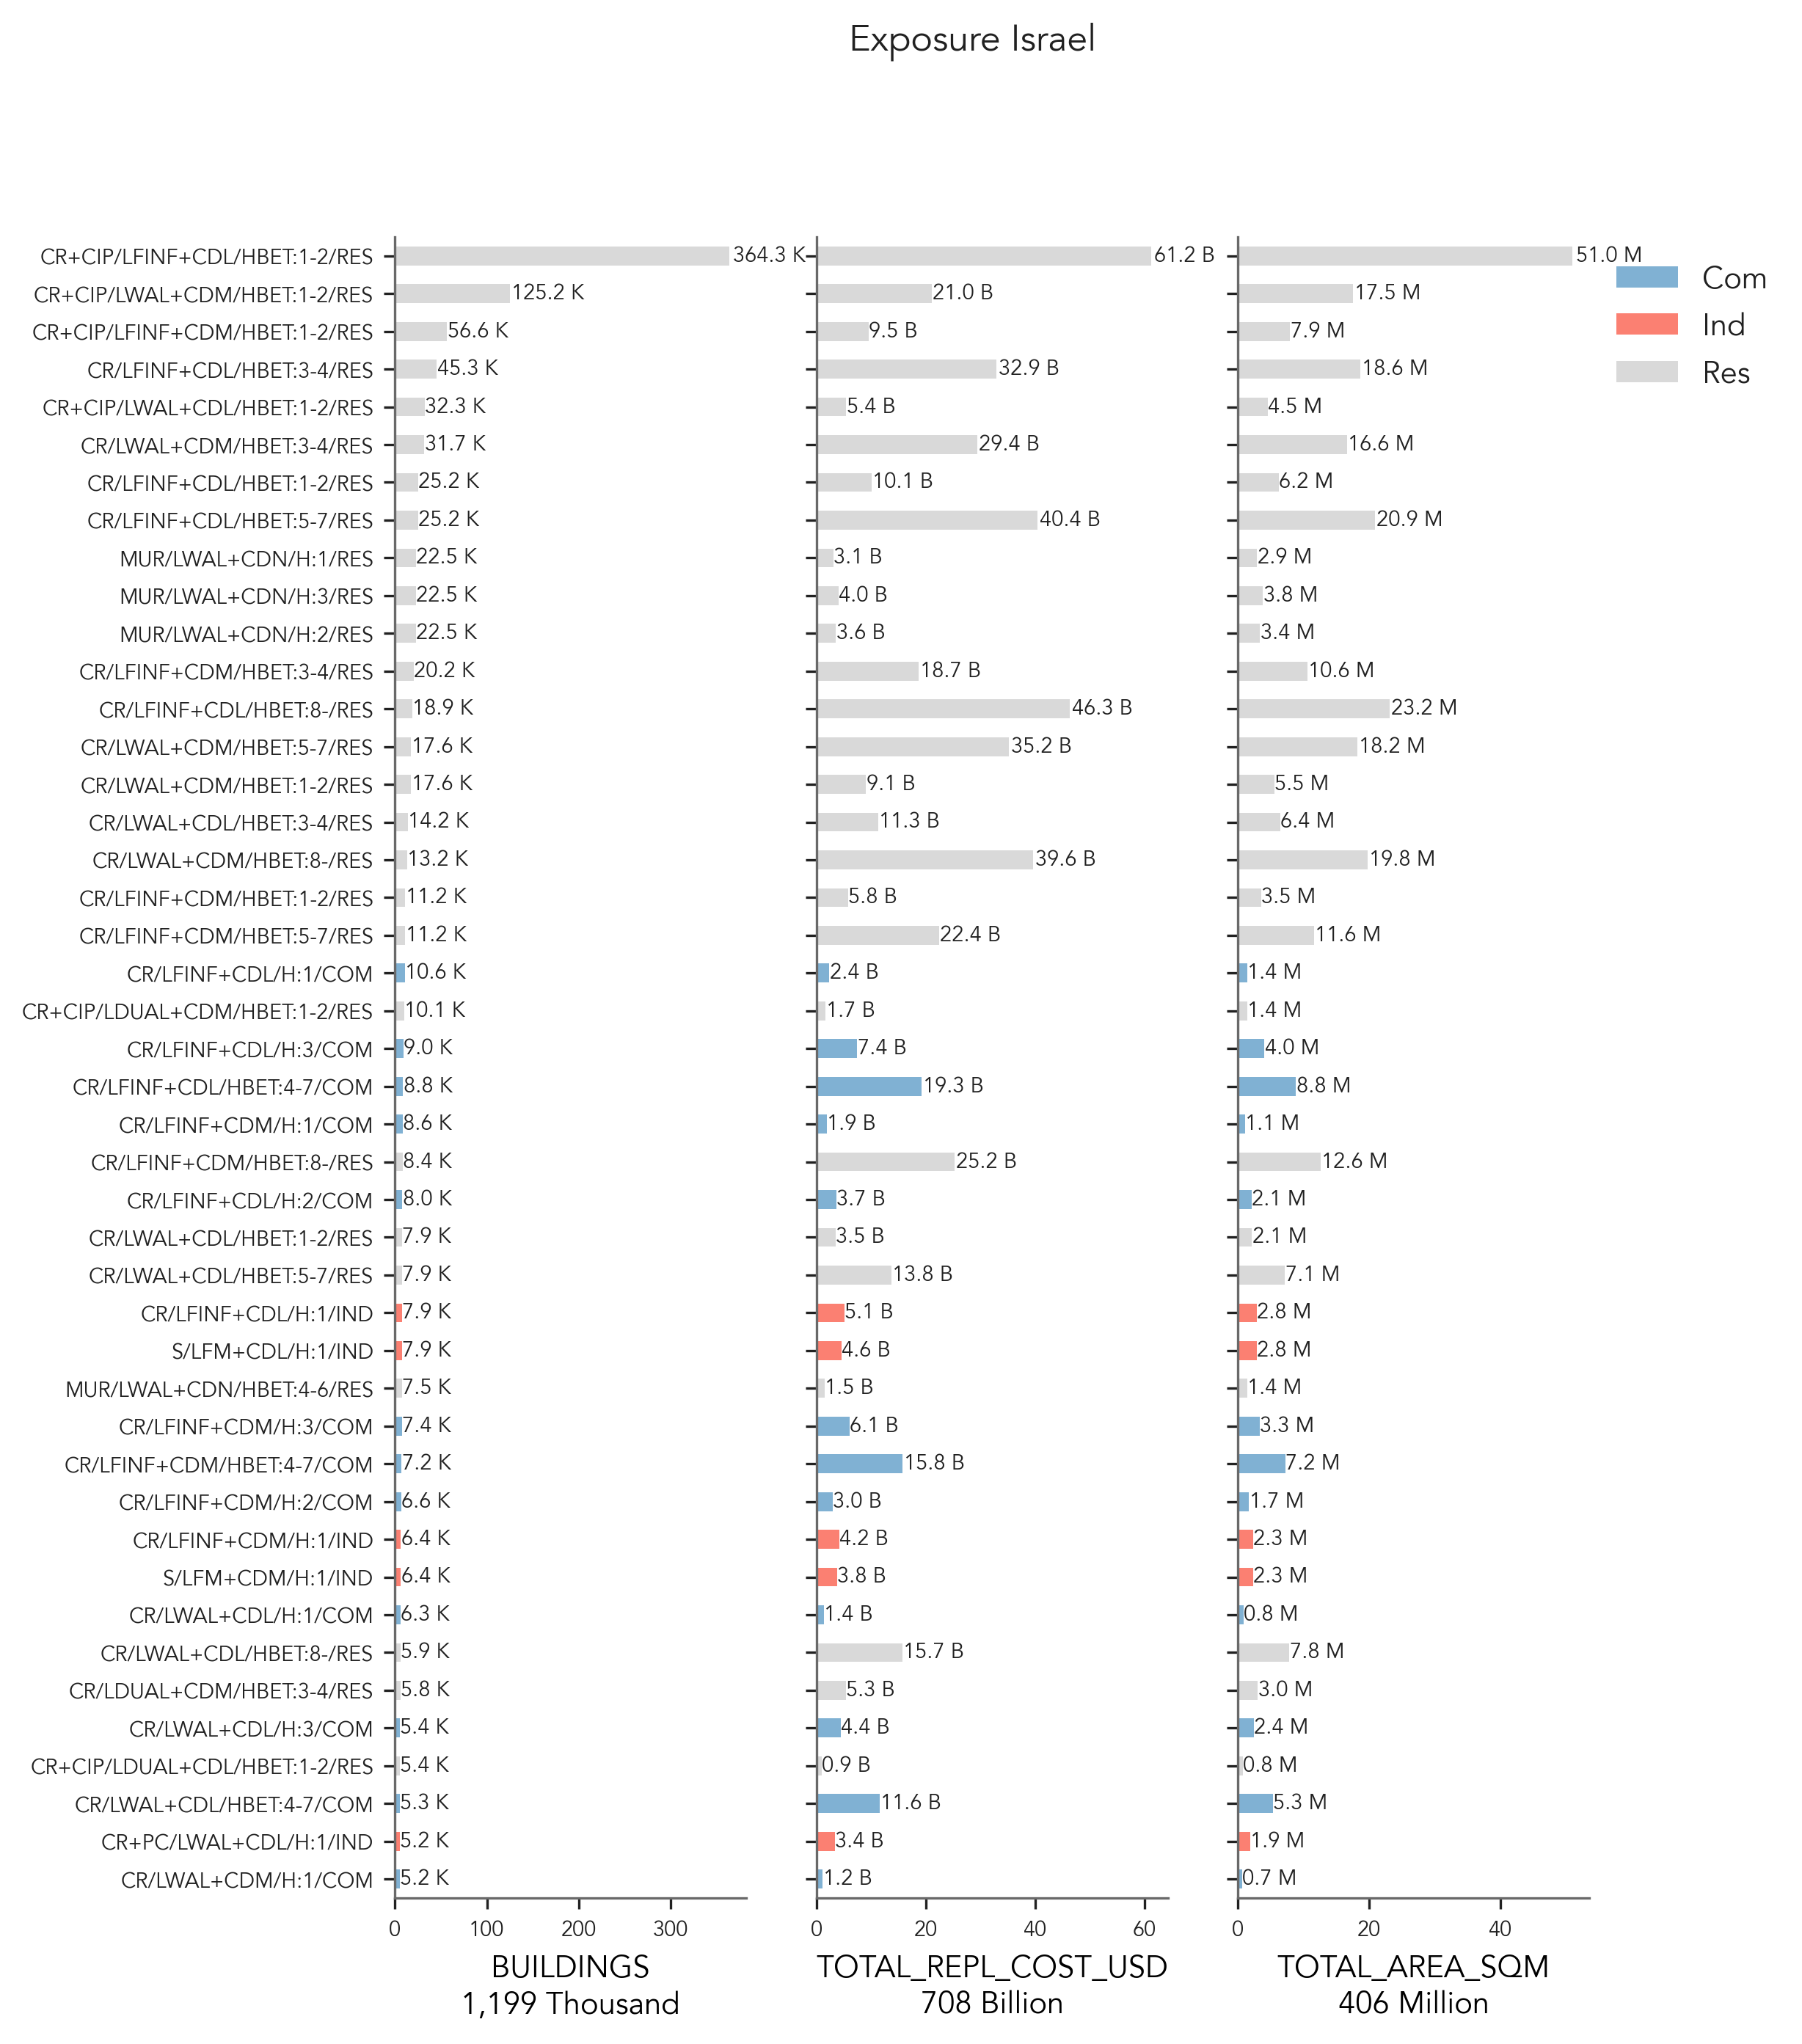 Exposure Israel
CR+CIP/LFINF+CDL/HBET:1-2/RES 364.3 K 61.2 B 51.0 M
CR+CIP/LWAL+CDM/HBET:1-2/RES 125.2 K 21.0 B 17.5 M
CR+CIP/LFINF+CDM/HBET:1-2/RES 56.6 K 9.5 B 7.9 M
CR/LFINF+CDL/HBET:3-4/RES 45.3 K 32.9 B 18.6 M
CR+CIP/LWAL+CDL/HBET:1-2/RES 32.3 K 5.4 B 4.5 M
CR/LWAL+CDM/HBET:3-4/RES 31.7 K 29.4 B 16.6 M
CR/LFINF+CDL/HBET:1-2/RES 25.2 K 10.1 B 6.2 M
CR/LFINF+CDL/HBET:5-7/RES 25.2 K 40.4 B 20.9 M
MUR/LWAL+CDN/H:1/RES 22.5 K 3.1 B 2.9 M
MUR/LWAL+CDN/H:3/RES 22.5 K 4.0 B 3.8 M
MUR/LWAL+CDN/H:2/RES 22.5 K 3.6 B 3.4 M
CR/LFINF+CDM/HBET:3-4/RES 20.2 K 18.7 B 10.6 M
CR/LFINF+CDL/HBET:8-/RES 18.9 K 46.3 B 23.2 M
CR/LWAL+CDM/HBET:5-7/RES 17.6 K 35.2 B 18.2 M
CR/LWAL+CDM/HBET:1-2/RES 17.6 K 9.1 B 5.5 M
CR/LWAL+CDL/HBET:3-4/RES 14.2 K 11.3 B 6.4 M
CR/LWAL+CDM/HBET:8-/RES 13.2 K 39.6 B 19.8 M
CR/LFINF+CDM/HBET:1-2/RES 11.2 K 5.8 B 3.5 M
CR/LFINF+CDM/HBET:5-7/RES 11.2 K 22.4 B 11.6 M
CR/LFINF+CDL/H:1/COM 10.6 K 2.4 B 1.4 M
CR+CIP/LDUAL+CDM/HBET:1-2/RES 10.1 K 1.7 B 1.4 M
CR/LFINF+CDL/H:3/COM 9.0 K 7.4 B 4.0 M
CR/LFINF+CDL/HBET:4-7/COM 8.8 K 19.3 B 8.8 M
CR/LFINF+CDM/H:1/COM 8.6 K 1.9 B 1.1 M
CR/LFINF+CDM/HBET:8-/RES 8.4 K 25.2 B 12.6 M
CR/LFINF+CDL/H:2/COM 8.0 K 3.7 B 2.1 M
CR/LWAL+CDL/HBET:1-2/RES 7.9 K 3.5 B 2.1 M
CR/LWAL+CDL/HBET:5-7/RES 7.9 K 13.8 B 7.1 M
CR/LFINF+CDL/H:1/IND 7.9 K 5.1 B 2.8 M
S/LFM+CDL/H:1/IND 7.9 K 4.6 B 2.8 M
MUR/LWAL+CDN/HBET:4-6/RES 7.5 K 1.5 B 1.4 M
CR/LFINF+CDM/H:3/COM 7.4 K 6.1 B 3.3 M
CR/LFINF+CDM/HBET:4-7/COM 7.2 K 15.8 B 7.2 M
CR/LFINF+CDM/H:2/COM 6.6 K 3.0 B 1.7 M
CR/LFINF+CDM/H:1/IND 6.4 K 4.2 B 2.3 M
S/LFM+CDM/H:1/IND 6.4 K 3.8 B 2.3 M
CR/LWAL+CDL/H:1/COM 6.3 K 1.4 B 0.8 M
CR/LWAL+CDL/HBET:8-/RES 5.9 K 15.7 B 7.8 M
CR/LDUAL+CDM/HBET:3-4/RES 5.8 K 5.3 B 3.0 M
CR/LWAL+CDL/H:3/COM 5.4 K 4.4 B 2.4 M
CR+CIP/LDUAL+CDL/HBET:1-2/RES 5.4 K 0.9 B 0.8 M
CR/LWAL+CDL/HBET:4-7/COM 5.3 K 11.6 B 5.3 M
CR+PC/LWAL+CDL/H:1/IND 5.2 K 3.4 B 1.9 M
CR/LWAL+CDM/H:1/COM 5.2 K 1.2 B 0.7 M
0 100 200 300 0 20 40 60 0 20 40
BUILDINGS TOTAL_REPL_COST_USD TOTAL_AREA_SQM
1,199 Thousand 708 Billion 406 Million
Com
Ind
Res